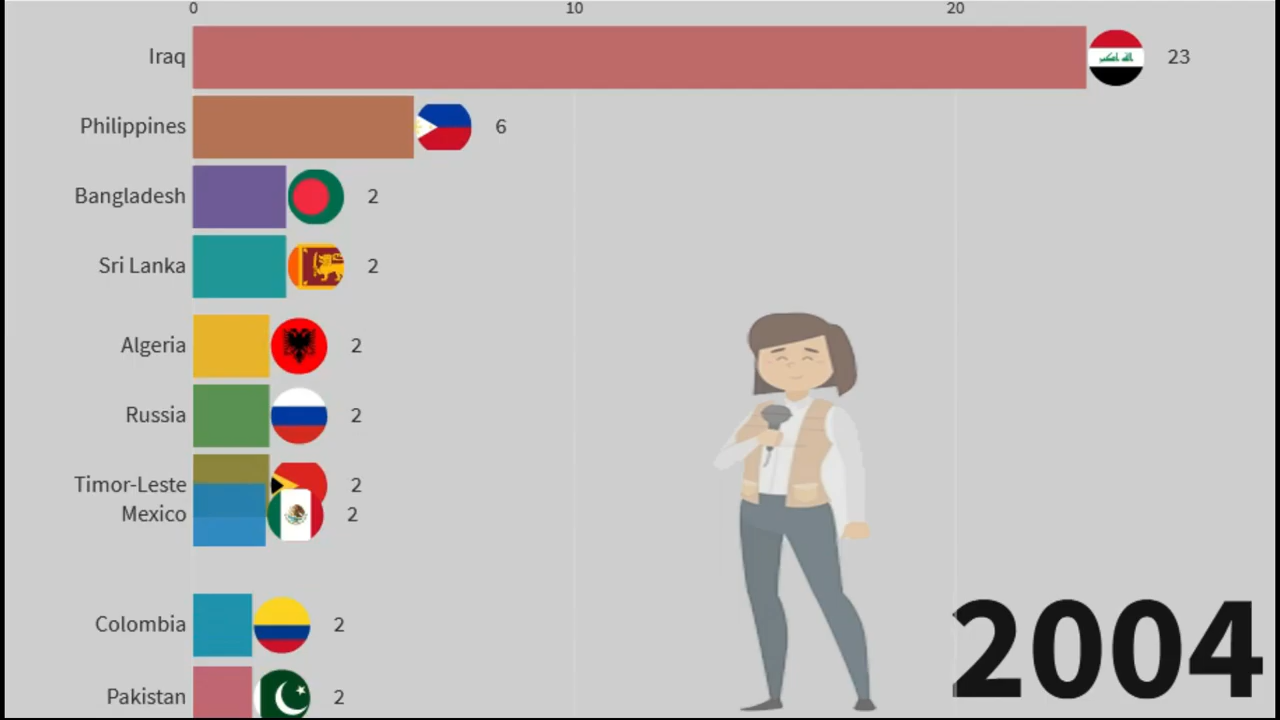 0 10 20
Iraq 23
Philippines 6
Bangladesh 2
Sri Lanka 2
Algeria 2
Russia 2
Timor-Leste 2
Mexico 2
Colombia 2
Pakistan 2
2004